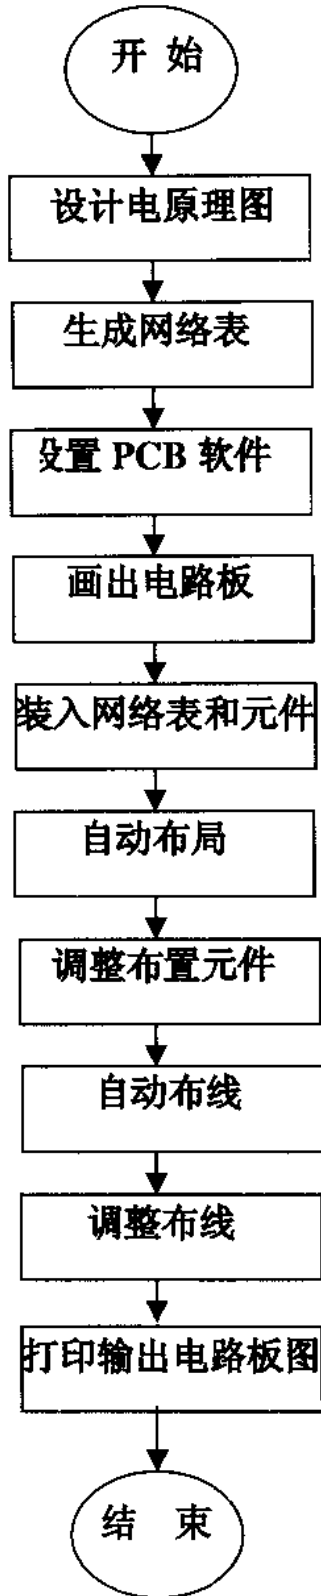 开 始
设计电原理图
生成网络表
设置 PCB 软件
画出电路板
装入网络表和元件
自动布局
调整布置元件
自动布线
调整布线
打印输出电路板图
结 束